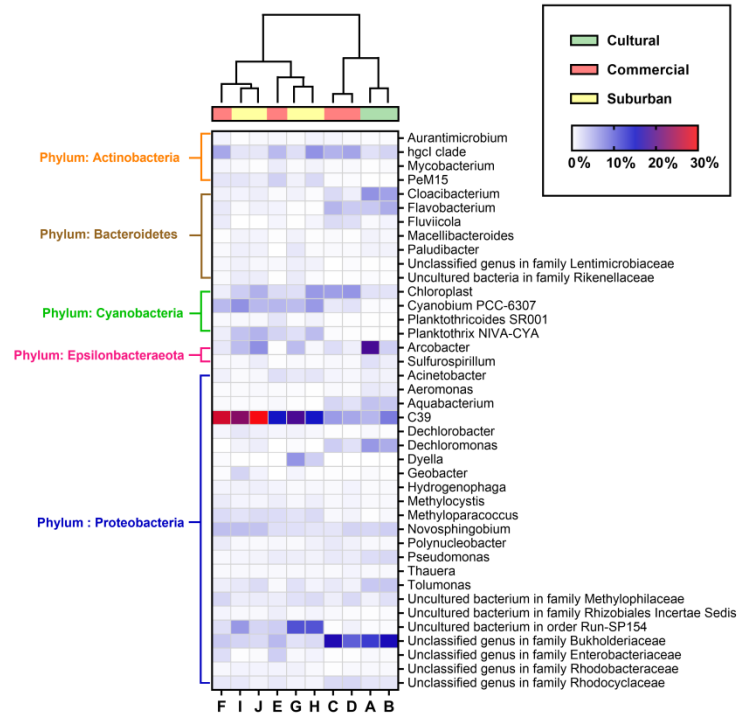 Cultural
Commercial
Suburban
0% 10% 20% 30%
Phylum: Actinobacteria
Phylum: Bacteroidetes
Phylum: Cyanobacteria
Phylum: Epsilonbacteraeota
Phylum : Proteobacteria
Aurantimicrobium
hgcl clade
Mycobacterium
PeM15
Cloacibacterium
Flavobacterium
Fluviicola
Macellibacteroides
Paludibacter
Unclassified genus in family Lentimicrobiaceae
Uncultured bacteria in family Rikenellaceae
Chloroplast
Cyanobium PCC-6307
Planktothricoides SR001
Planktothrix NIVA-CYA
Arcobacter
Sulfurospirillum
Acinetobacter
Aeromonas
Aquabacterium
C39
Dechlorobacter
Dechloromonas
Dyella
Geobacter
Hydrogenophaga
Methylocystis
Methyloparacoccus
Novosphingobium
Polynucleobacter
Pseudomonas
Thauera
Tolumonas
Uncultured bacterium in family Methylophilaceae
Uncultured bacterium in family Rhizobiales Incertae Sedis
Uncultured bacterium in order Run-SP154
Unclassified genus in family Bukholderiaceae
Unclassified genus in family Enterobacteriaceae
Unclassified genus in family Rhodobacteraceae
Unclassified genus in family Rhodocyclaceae
F I J E G H C D A B